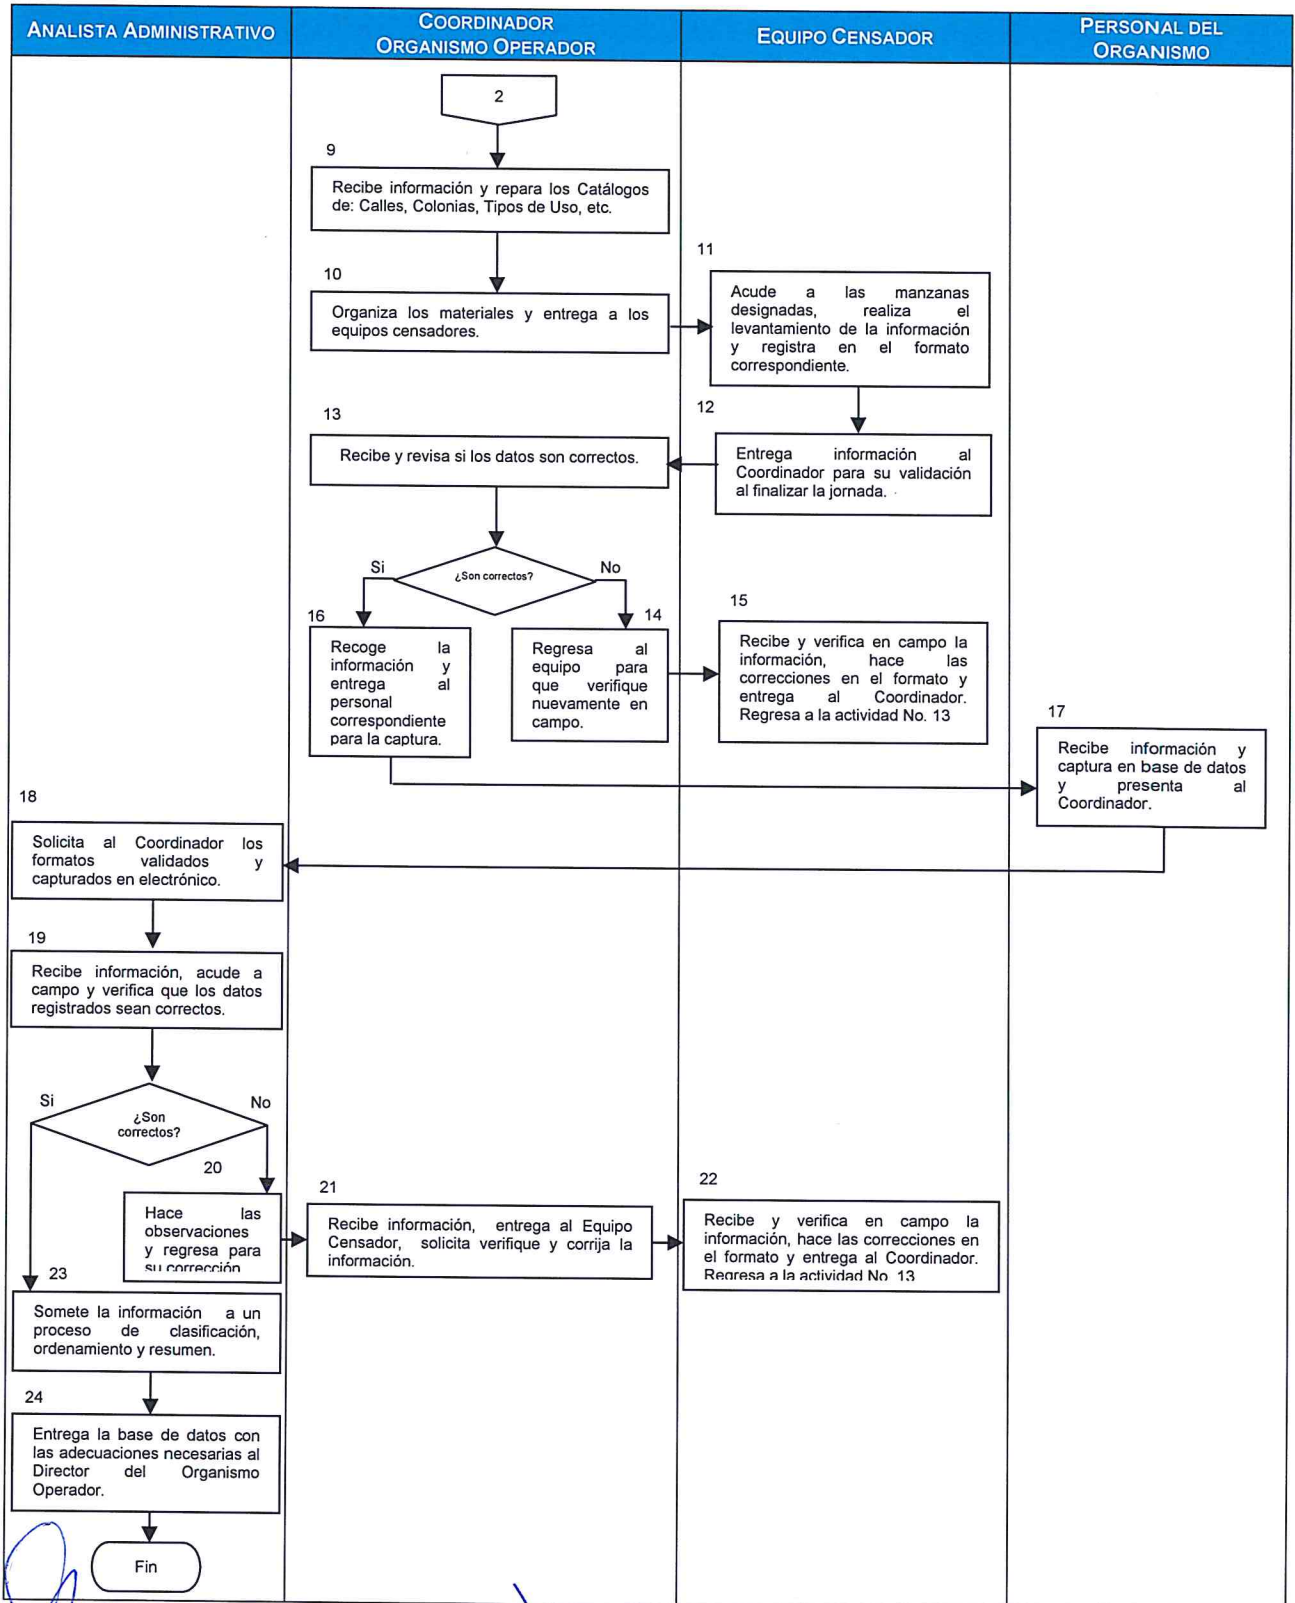 ANALISTA ADMINISTRATIVO
COORDINADOR
ORGANISMO OPERADOR
EQUIPO CENSADOR
PERSONAL DEL
ORGANISMO
2
9
Recibe información y repara los Catálogos
de: Calles, Colonias, Tipos de Uso, etc.
10
Organiza los materiales y entrega a los
equipos censadores.
11
Acude a las manzanas
designadas, realiza el
levantamiento de la información
y registra en el formato
correspondiente.
12
Entrega información al
Coordinador para su validación
al finalizar la jornada.
13
Recibe y revisa si los datos son correctos.
¿Son correctos?
Si
No
14
Regresa al
equipo para
que verifique
nuevamente en
campo.
15
Recibe y verifica en campo la
información, hace las
correcciones en el formato y
entrega al Coordinador.
Regresa a la actividad No. 13
16
Recoge la
información y
entrega al
personal
correspondiente
para la captura.
17
Recibe información y
captura en base de datos
y presenta al
Coordinador.
18
Solicita al Coordinador los
formatos validados y
capturados en electrónico.
19
Recibe información, acude a
campo y verifica que los datos
registrados sean correctos.
¿Son
correctos?
Si
No
20
Hace las
observaciones
y regresa para
su corrección
21
Recibe información, entrega al Equipo
Censador, solicita verifique y corrija la
información.
22
Recibe y verifica en campo la
información, hace las correcciones en
el formato y entrega al Coordinador.
Regresa a la actividad No. 13
23
Somete la información a un
proceso de clasificación,
ordenamiento y resumen.
24
Entrega la base de datos con
las adecuaciones necesarias al
Director del Organismo
Operador.
Fin